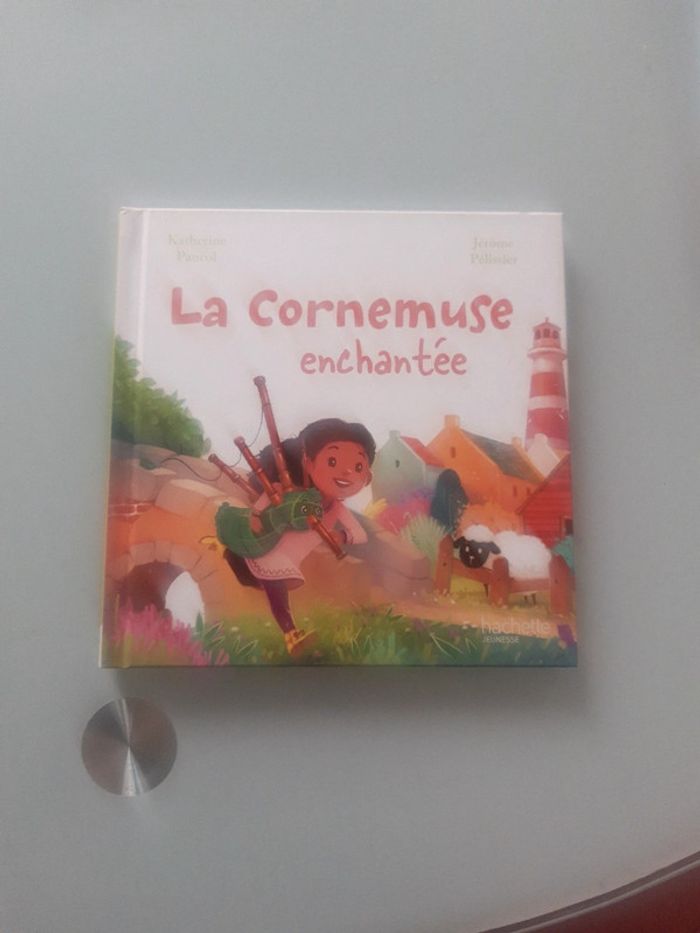 Katherine
Pancol
Jérôme
Pélissier
La Cornemuse
enchantée
hachette
JEUNESSE